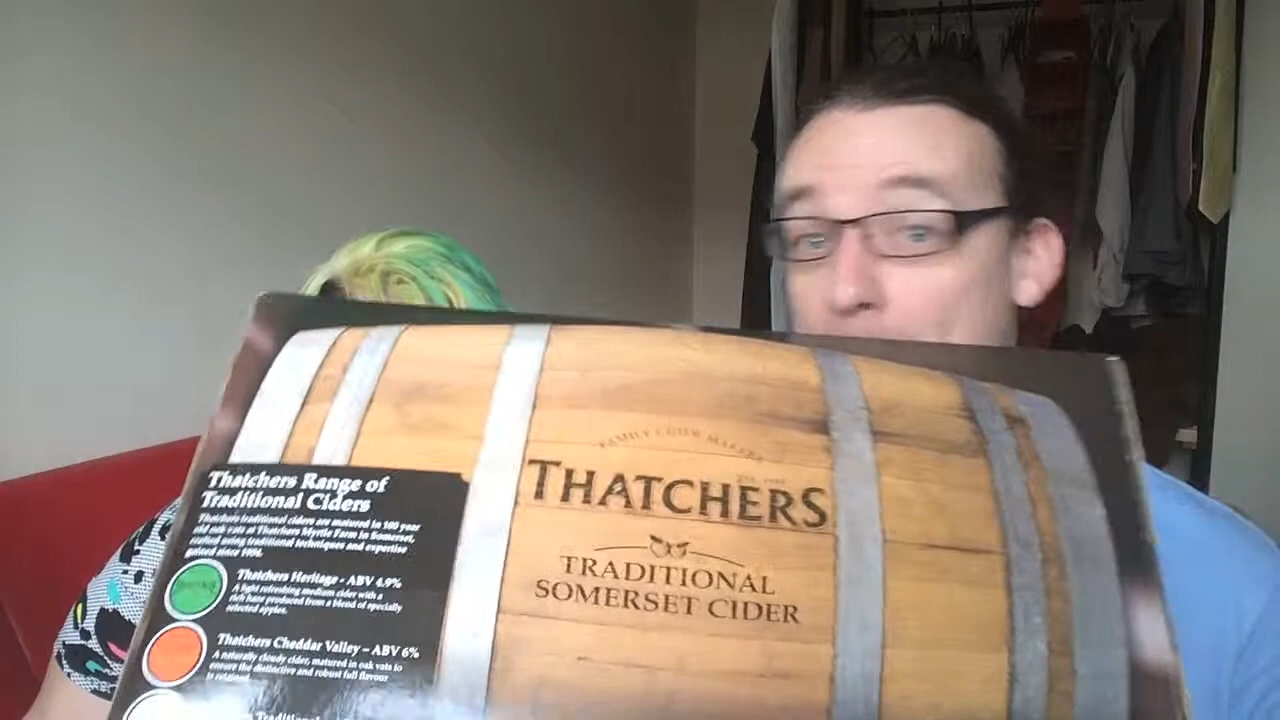 FAMILY CIDER MAKERS
THATCHERS
TRADITIONAL
SOMERSET CIDER
Thatchers Range of
Traditional Ciders
Thatchers traditional ciders are matured in 100 year
old oak vats at Thatchers Myrtle Farm in Somerset,
crafted using traditional techniques and expertise
gained since 1904.
Thatchers Heritage - ABV 4.9%
A light refreshing medium cider with a
rich haze produced from a blend of specially
selected apples.
Thatchers Cheddar Valley - ABV 6%
A naturally cloudy cider, matured in oak vats to
ensure the distinctive and robust full flavour
is retained.
Traditional